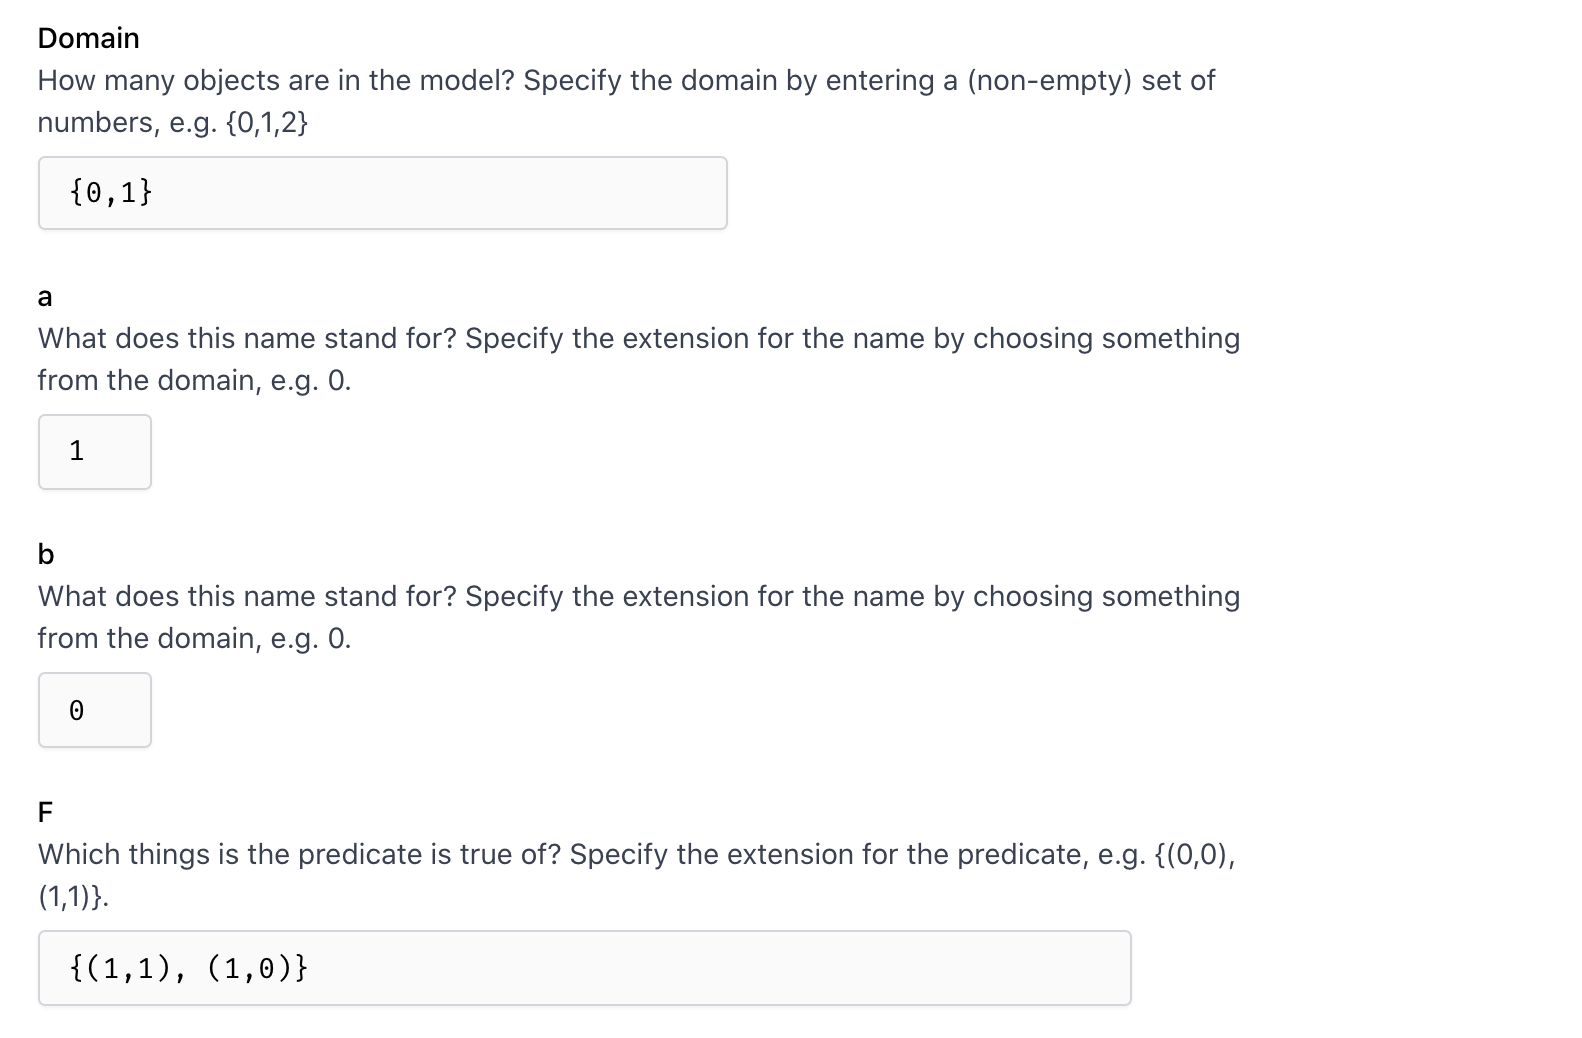 Domain
How many objects are in the model? Specify the domain by entering a (non-empty) set of
numbers, e.g. {0,1,2}
{0,1}
a
What does this name stand for? Specify the extension for the name by choosing something
from the domain, e.g. 0.
1
b
What does this name stand for? Specify the extension for the name by choosing something
from the domain, e.g. 0.
0
F
Which things is the predicate is true of? Specify the extension for the predicate, e.g. {(0,0),
(1,1)}.
{(1,1), (1,0)}